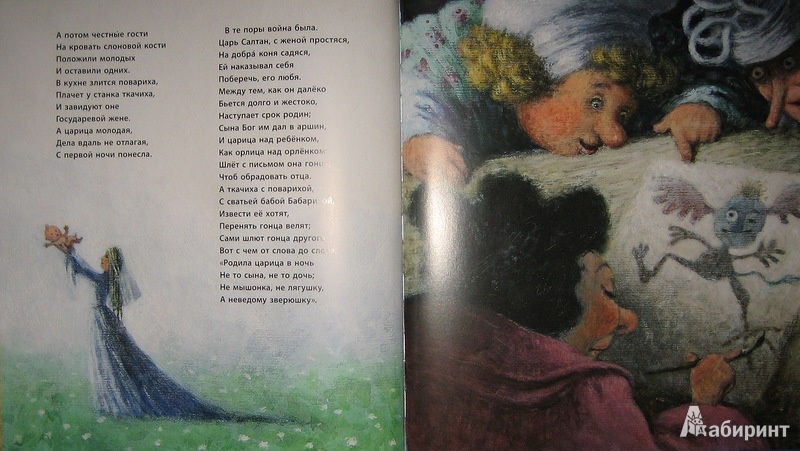 А потом честны́е гости
На кровать слоновой кости
Положили молодых
И оставили одних.
В кухне злится повариха,
Плачет у станка ткачиха,
И завидуют оне
Государевой жене.
А царица молодая,
Дела вдаль не отлагая,
С первой ночи понесла.
В те поры война была.
Царь Салтан, с женой простяся,
На добра́ коня садяся,
Ей наказывал себя
Поберечь, его любя.
Между тем, как он далёко
Бьется долго и жестоко,
Наступает срок родин;
Сына Бог им дал в аршин,
И царица над ребёнком,
Как орлица над орлёнком:
Шлёт с письмом она
Чтоб обрадовать отца.
А ткачиха с поварихой,
С сватьей бабой Бабарихой,
Извести её хотят,
Перенять гонца велят;
Сами шлют гонца
Вот с чем от слова до
«Родила царица в ночь
Не то сына, не то дочь;
Не мышонка, не лягушку,
А неведому зверюшку».
Лабиринт